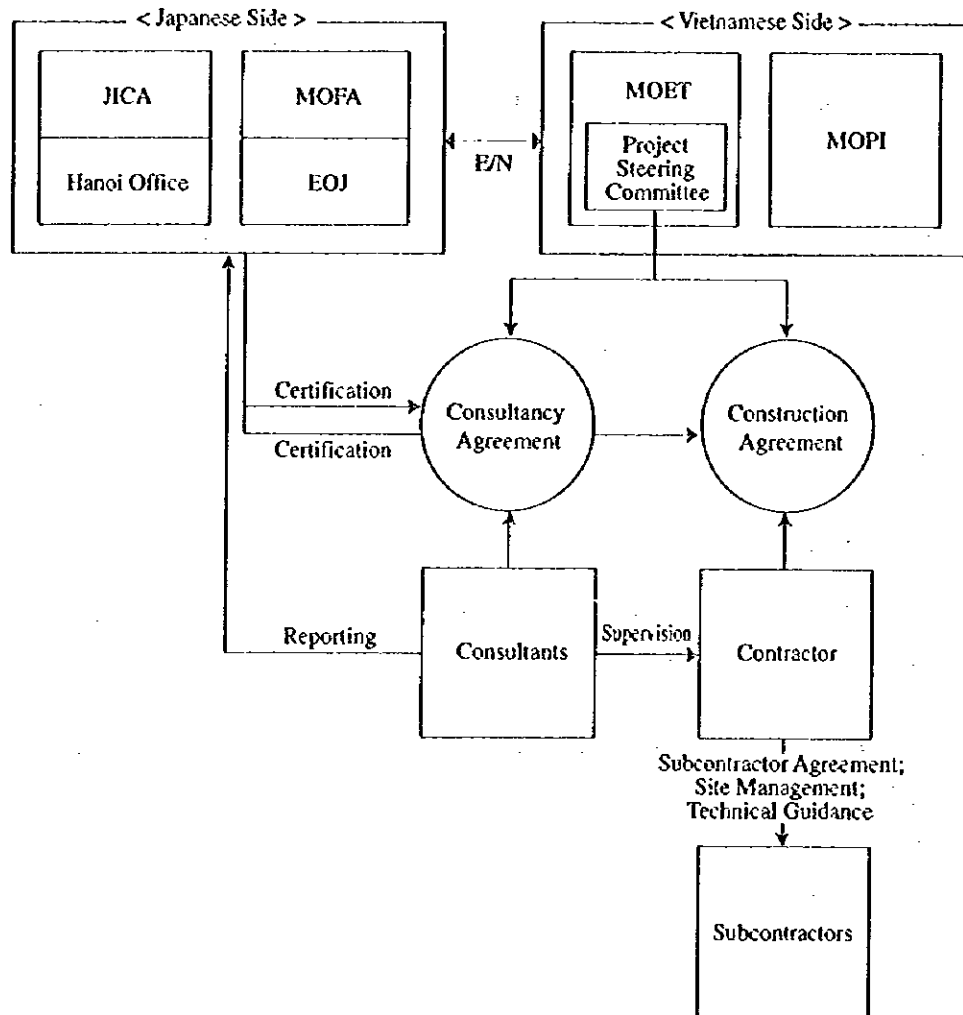 < Japanese Side >
< Vietnamese Side >
JICA
MOFA
Hanoi Office
EOJ
E/N
MOET
Project
Steering
Committee
MOPI
Certification
Certification
Consultancy
Agreement
Construction
Agreement
Reporting
Consultants
Supervision
Contractor
Subcontractor Agreement;
Site Management;
Technical Guidance
Subcontractors